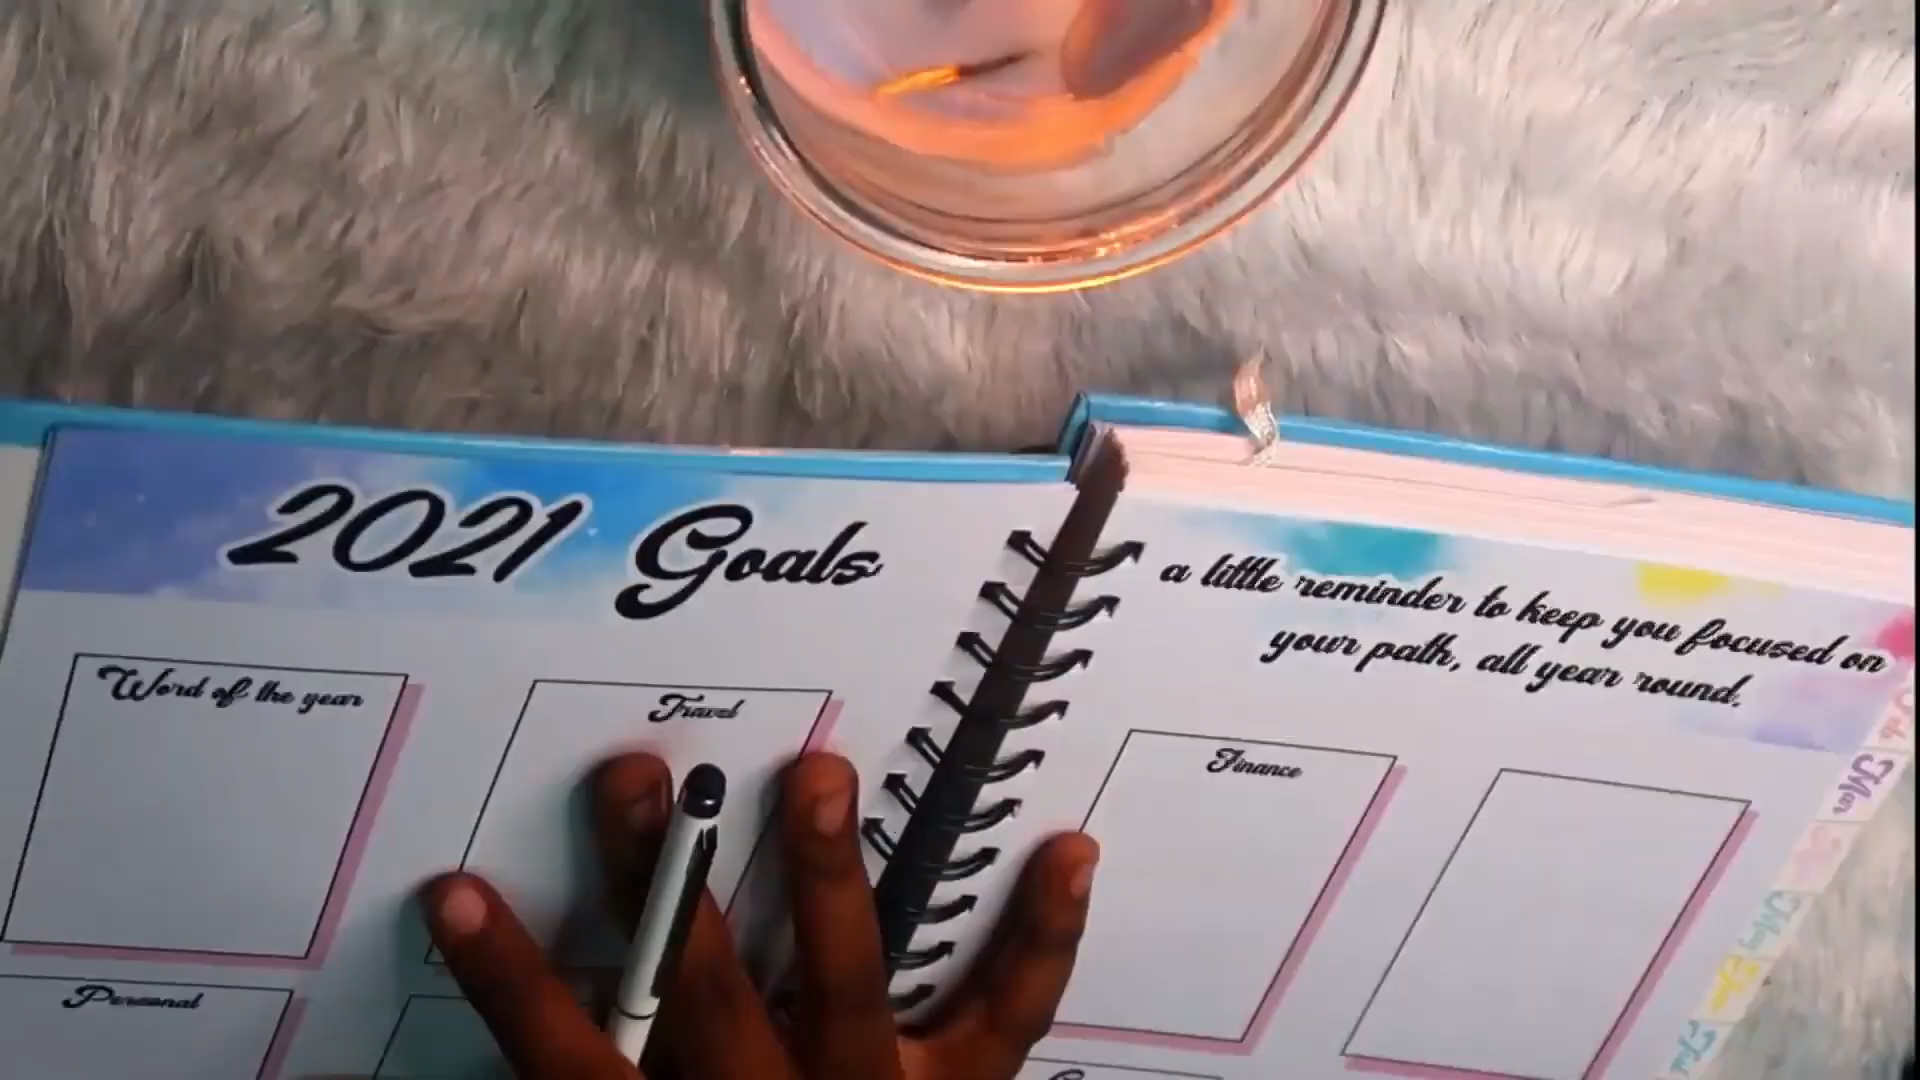 2021 Goals
a little reminder to keep you focused on
your path, all year round.
Word of the year
Travel
Finance
Personal
Mar
May